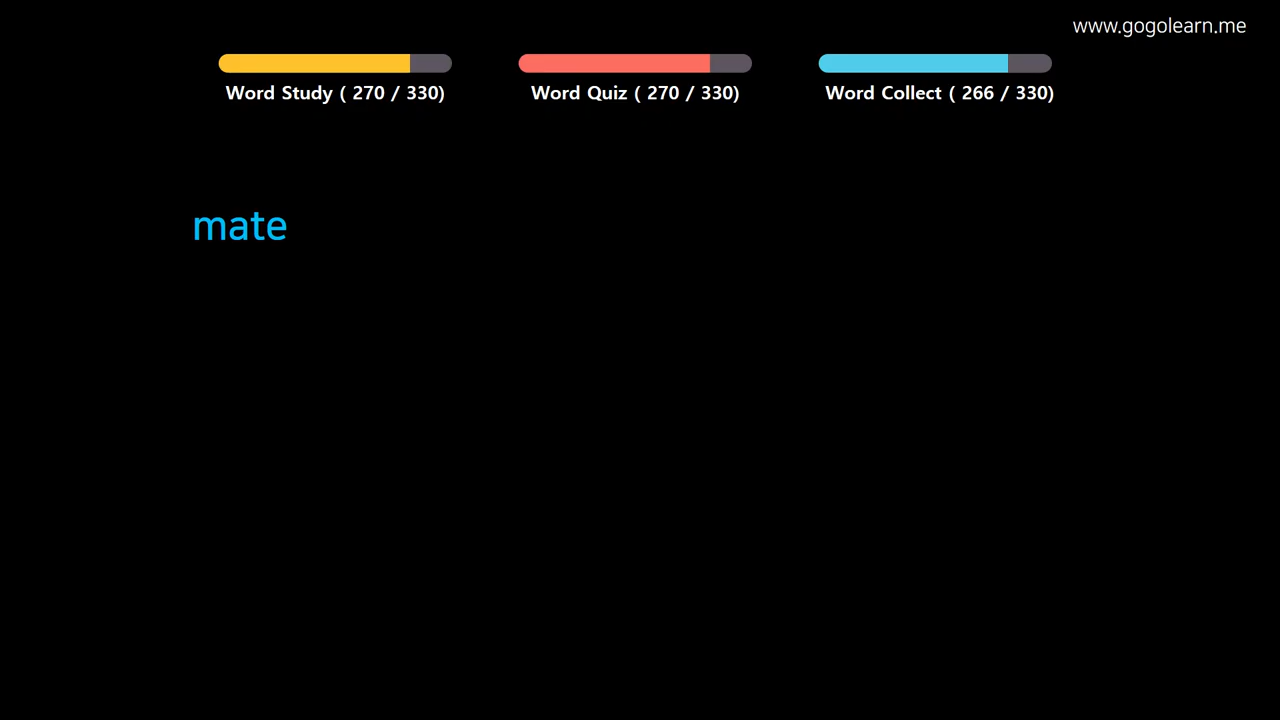 www.gogolearn.me
Word Study ( 270 / 330)
Word Quiz ( 270 / 330)
Word Collect ( 266 / 330)
mate